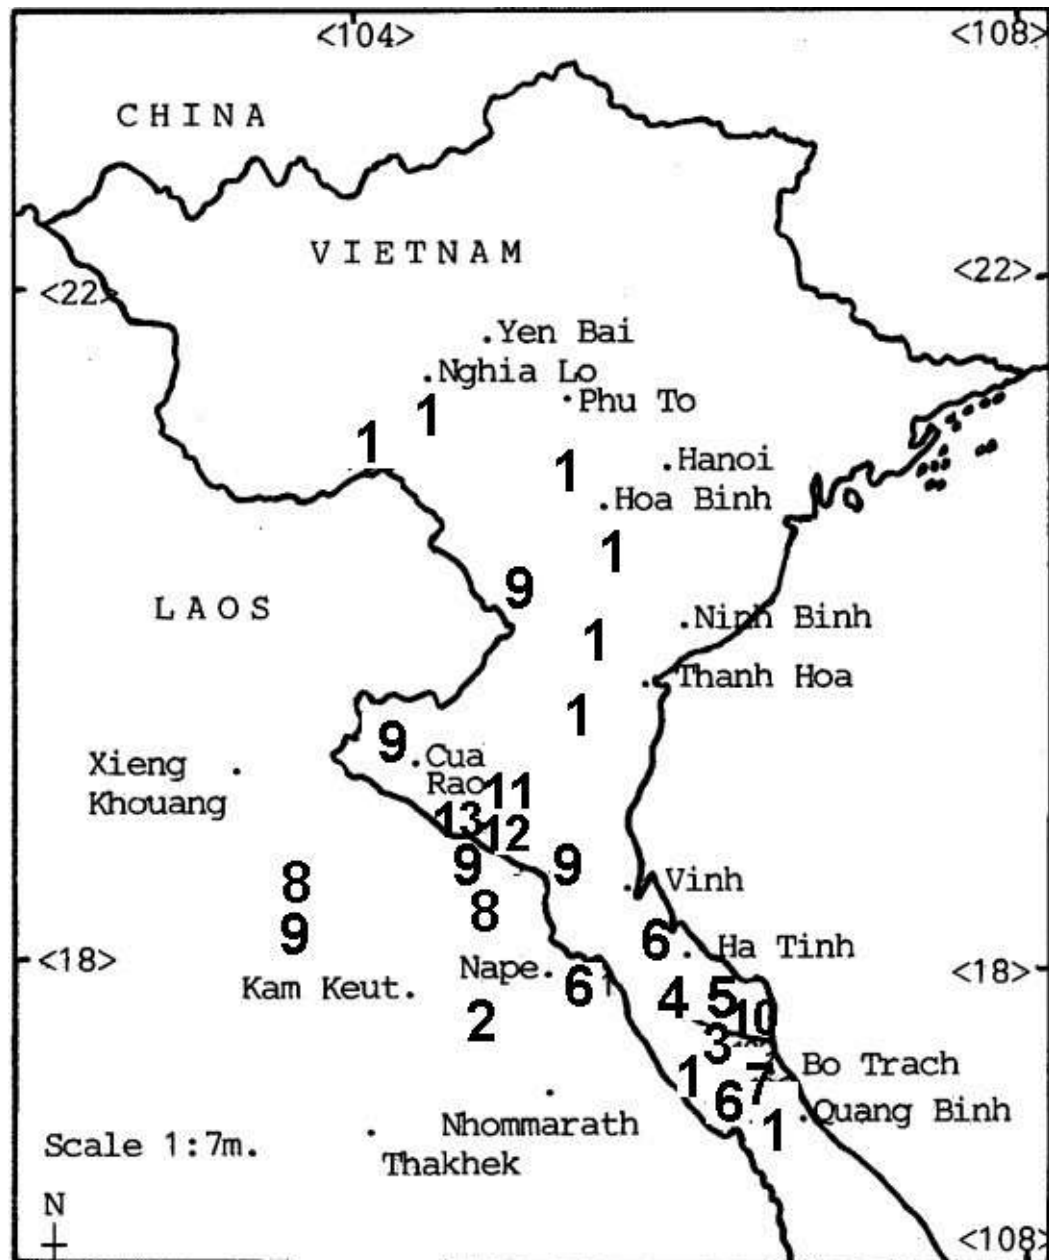 <104>
<108>
CHINA
VIETNAM
<22>
<22>
.Yen Bai
.Nghia Lo
.Phu To
1
1
1
.Hanoi
.Hoa Binh
1
9
LAOS
1
.Ninh Binh
.Thanh Hoa
1
9
.Cua
Rao
Xieng
Khouang
11
13
12
9
9
8
8
9
. Vinh
6
.Ha Tinh
<18>
<18>
Nape.
Kam Keut.
6
1
2
4
5
10
3
1
7
6
Bo Trach
.Quang Binh
1
Nhommarath
Thakhek
Scale 1:7m.
N
<108>